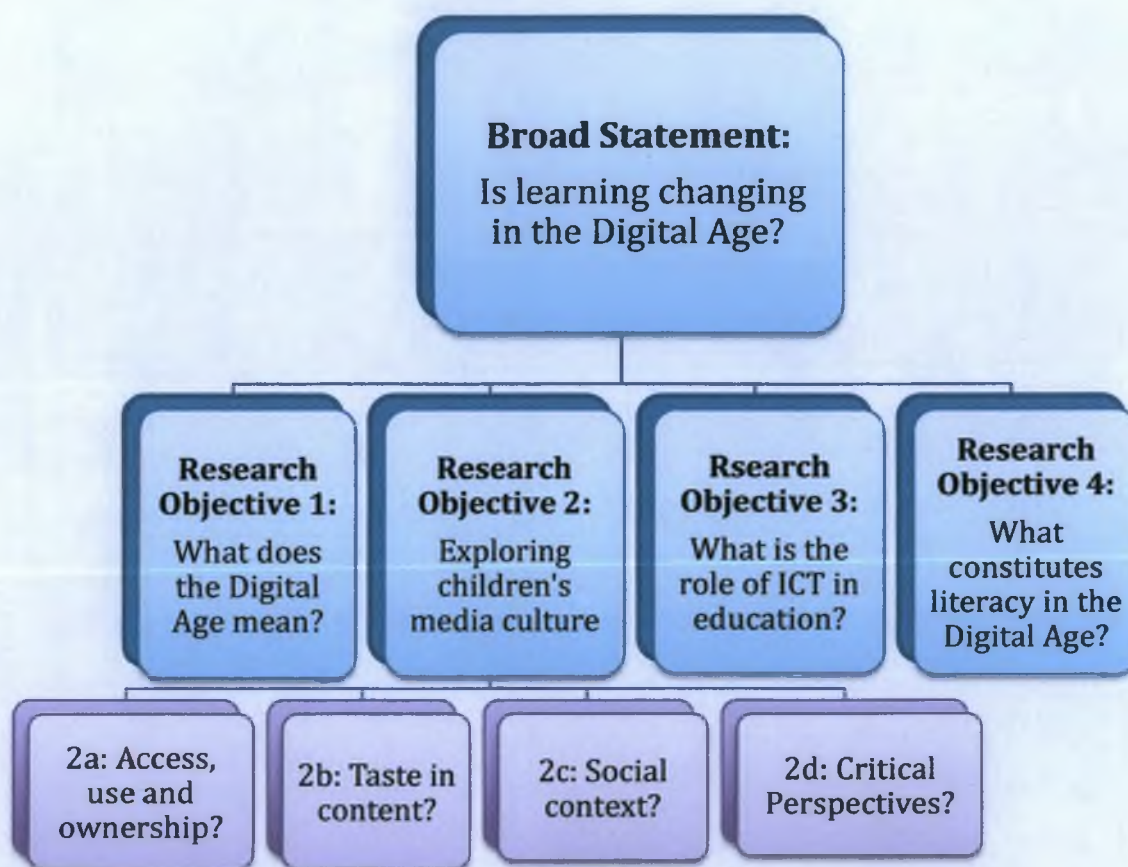 Broad Statement:
Is learning changing
in the Digital Age?
Research
Objective 1:
What does
the Digital
Age mean?
Research
Objective 2:
Exploring
children's
media culture
Rsearch
Objective 3:
What is the
role of ICT in
education?
Research
Objective 4:
What
constitutes
literacy in the
Digital Age?
2a: Access,
use and
ownership?
2b: Taste in
content?
2c: Social
context?
2d: Critical
Perspectives?